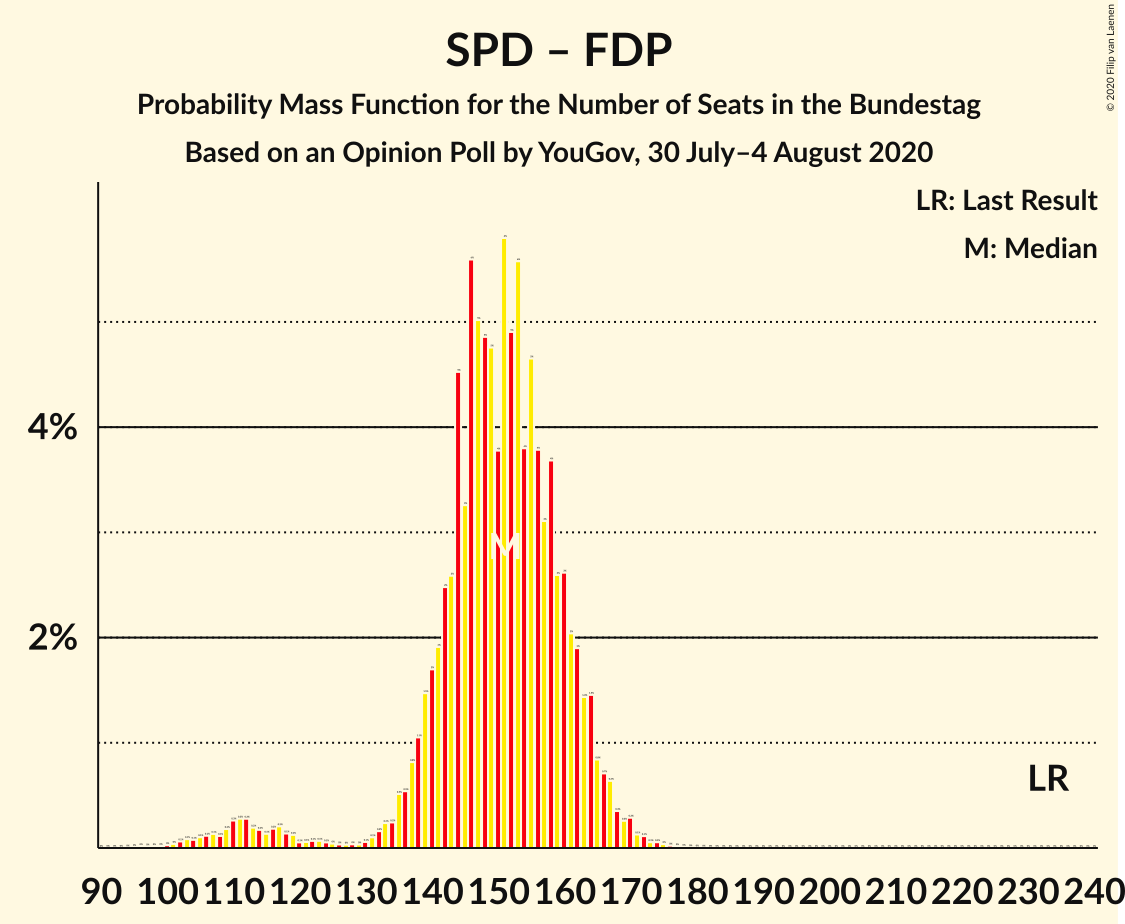 SPD – FDP
Probability Mass Function for the Number of Seats in the Bundestag
Based on an Opinion Poll by YouGov, 30 July–4 August 2020
© 2020 Filip van Laenen
LR: Last Result
M: Median
4%
2%
M
LR
90 100 110 120 130 140 150 160 170 180 190 200 210 220 230 240